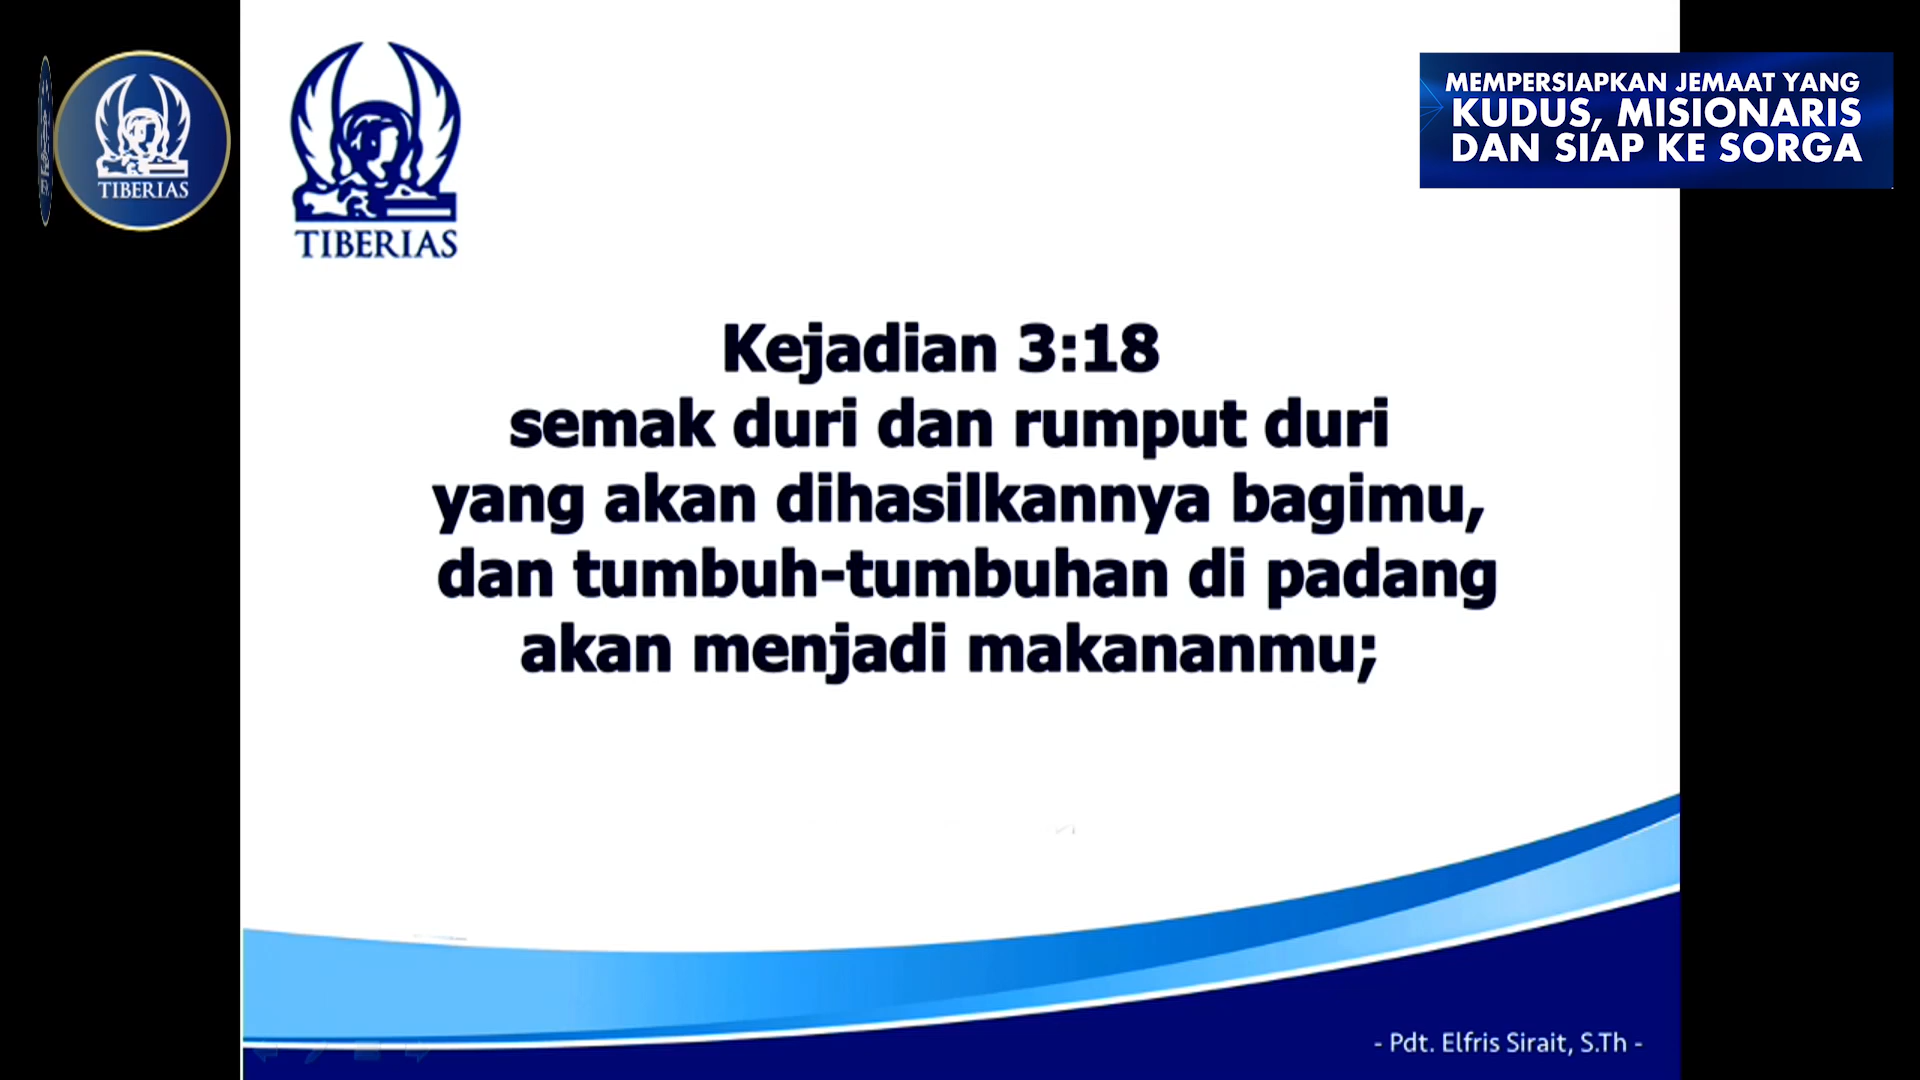 TIBERIAS
TIBERIAS
MEMPERSIAPKAN JEMAAT YANG
KUDUS, MISIONARIS
DAN SIAP KE SORGA
Kejadian 3:18
semak duri dan rumput duri
yang akan dihasilkannya bagimu,
dan tumbuh-tumbuhan di padang
akan menjadi makananmu;
- Pdt. Elfris Sirait, S.Th -